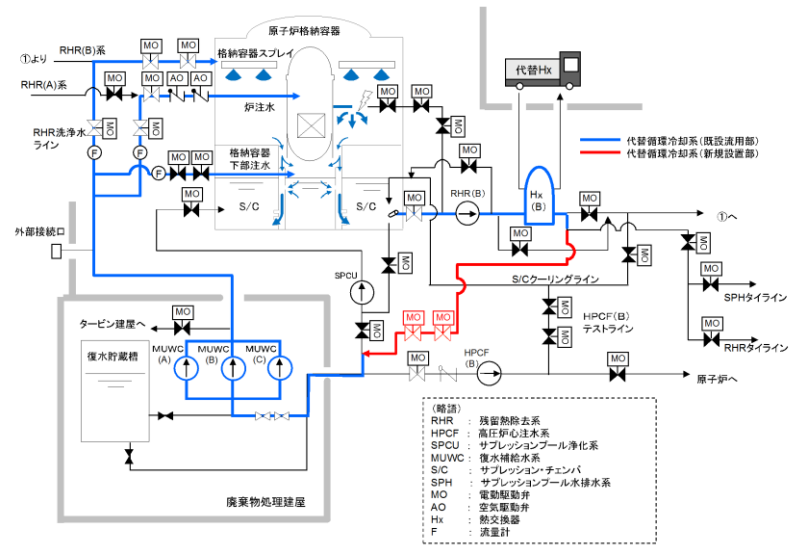 原子炉格納容器
MO
MO
①より
RHR(B)系
格納容器スプレイ
MO
MO
AO
AO
RHR(A)系
炉注水
MO
MO
代替Hx
代替循環冷却系(既設流用部)
代替循環冷却系(新規設置部)
RHR洗浄水
ライン
MO
MO
MO
F
F
格納容器
下部注水
MO
MO
F
MO
S/C
S/C
MO
RHR(B)
Hx
(B)
MO
①へ
外部接続口
MO
MO
MO
MO
SPCU
S/Cクーリングライン
MO
SPHタイライン
MO
MO
MO
HPCF(B)
テストライン
MO
MO
MO
RHRタイライン
タービン建屋へ
MO
復水貯蔵槽
MUWC
(A)
MUWC
(B)
MUWC
(C)
MO
HPCF
(B)
MO
原子炉へ
廃棄物処理建屋
(略語)
RHR : 残留熱除去系
HPCF : 高圧炉心注水系
SPCU : サプレッションプール浄化系
MUWC : 復水補給水系
S/C : サプレッション・チェンバ
SPH : サプレッションプール水排水系
MO : 電動駆動弁
AO : 空気駆動弁
Hx : 熱交換器
F : 流量計